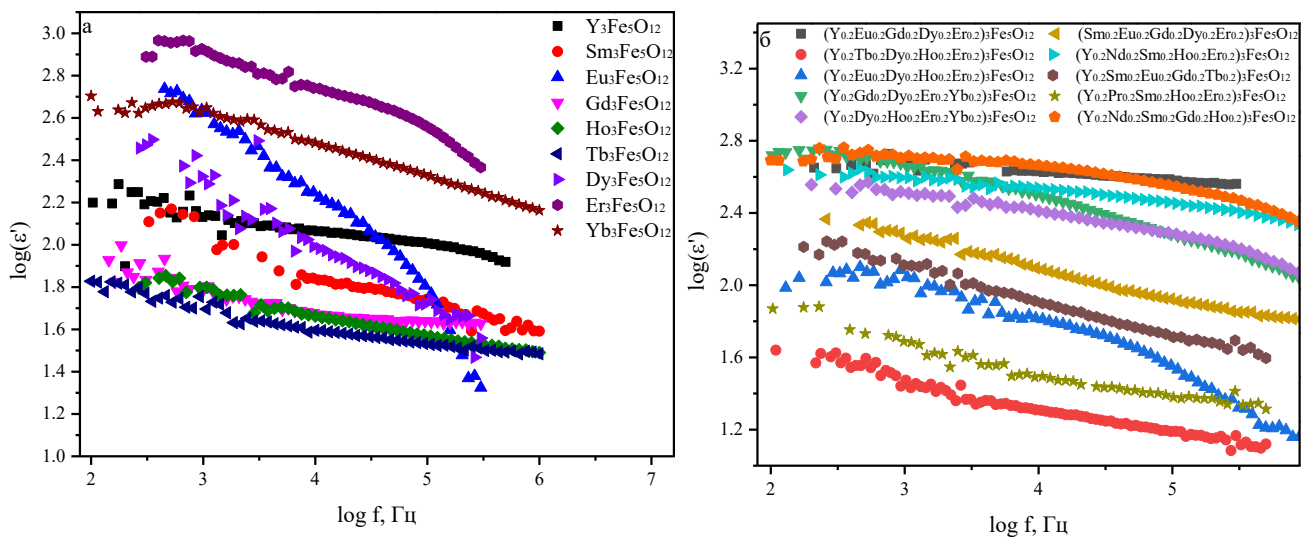 а
Y₃Fe₅O₁₂
Sm₃Fe₅O₁₂
Eu₃Fe₅O₁₂
Gd₃Fe₅O₁₂
Ho₃Fe₅O₁₂
Tb₃Fe₅O₁₂
Dy₃Fe₅O₁₂
Er₃Fe₅O₁₂
Yb₃Fe₅O₁₂
3.0
2.8
2.6
2.4
2.2
2.0
1.8
1.6
1.4
1.2
1.0
log(ε')
2 3 4 5 6 7
log f, Гц
б
(Y₀.₂Eu₀.₂Gd₀.₂Dy₀.₂Er₀.₂)₃Fe₅O₁₂
(Y₀.₂Tb₀.₂Dy₀.₂Ho₀.₂Er₀.₂)₃Fe₅O₁₂
(Y₀.₂Eu₀.₂Dy₀.₂Ho₀.₂Er₀.₂)₃Fe₅O₁₂
(Y₀.₂Gd₀.₂Dy₀.₂Er₀.₂Yb₀.₂)₃Fe₅O₁₂
(Y₀.₂Dy₀.₂Ho₀.₂Er₀.₂Yb₀.₂)₃Fe₅O₁₂
(Sm₀.₂Eu₀.₂Gd₀.₂Dy₀.₂Er₀.₂)₃Fe₅O₁₂
(Y₀.₂Nd₀.₂Sm₀.₂Ho₀.₂Er₀.₂)₃Fe₅O₁₂
(Y₀.₂Sm₀.₂Eu₀.₂Gd₀.₂Tb₀.₂)₃Fe₅O₁₂
(Y₀.₂Pr₀.₂Sm₀.₂Ho₀.₂Er₀.₂)₃Fe₅O₁₂
(Y₀.₂Nd₀.₂Sm₀.₂Gd₀.₂Ho₀.₂)₃Fe₅O₁₂
3.2
2.8
2.4
2.0
1.6
1.2
log(ε')
2 3 4 5
log f, Гц